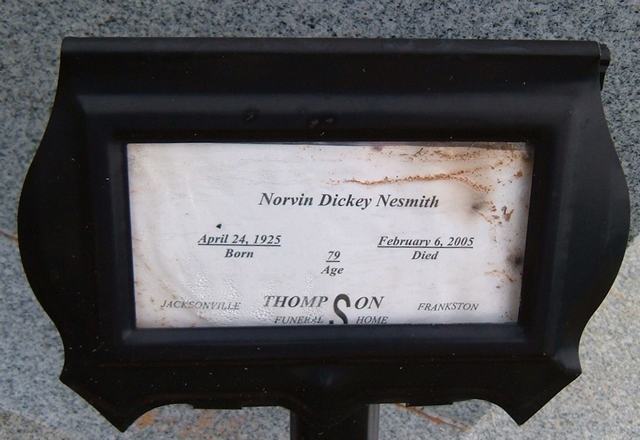 Norvin Dickey Nesmith
April 24, 1925 February 6, 2005
Born 79 Died
Age
JACKSONVILLE THOMPSON FRANKSTON
FUNERAL HOME